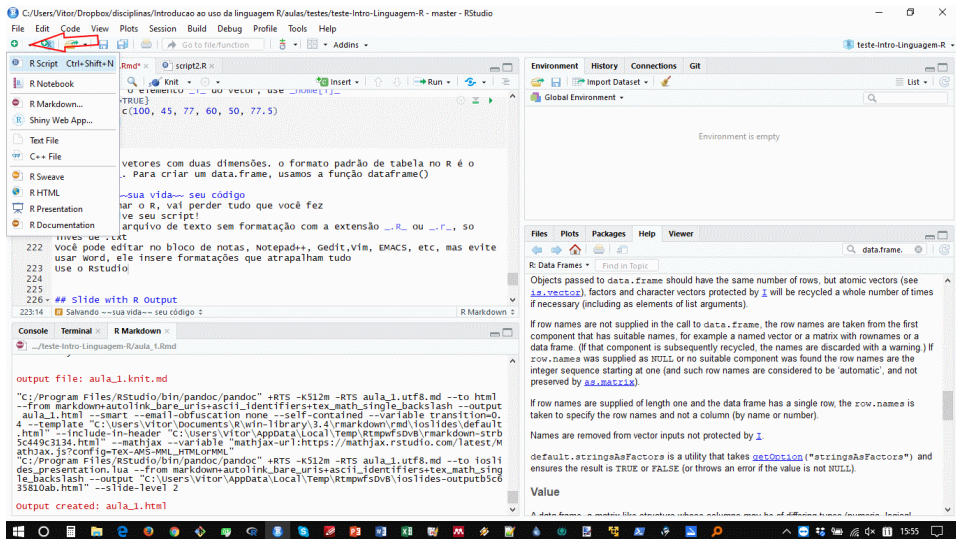 C:/Users/Vitor/Dropbox/disciplinas/Introducao ao uso da linguagem R/aulas/testes/teste-Intro-Linguagem-R - master - RStudio
File Edit Code View Plots Session Build Debug Profile Tools Help
Go to file/function
Addins
teste-Intro-Linguagem-R
R Script Ctrl+Shift+N
R Notebook
R Markdown...
Shiny Web App...
Text File
C++ File
R Sweave
R HTML
R Presentation
R Documentation
.Rmd* script2.R
Knit Insert Run
o elemento _i_ do vetor, use _nome[i]_
=TRUE}
c(100, 45, 77, 60, 50, 77.5)
vetores com duas dimensões. o formato padrão de tabela no R é o
. Para criar um data.frame, usamos a função dataframe()
~~sua vida~~ seu código
nar o R, vai perder tudo que você fez
ve seu script!
arquivo de texto sem formatação com a extensão _.R_ ou _.r_, so
invés de .txt
222 você pode editar no bloco de notas, Notepad++, Gedit,Vim, EMACS, etc, mas evite
usar Word, ele insere formatações que atrapalham tudo
223 Use o Rstudio
224
225
226 ## Slide with R Output
223:14 Salvando ~~sua vida~~ seu código R Markdown
Console Terminal R Markdown
.../teste-Intro-Linguagem-R/aula_1.Rmd
output file: aula_1.knit.md
"C:/Program Files/RStudio/bin/pandoc/pandoc" +RTS -K512m -RTS aula_1.utf8.md --to html
--from markdown+autolink_bare_uris+ascii_identifiers+tex_math_single_backslash --output
aula_1.html --smart --email-obfuscation none --self-contained --variable transition=0.
4 --template "C:\Users\Vitor\Documents\R\win-library\3.4\rmarkdown\rmd\ioslides\default
.html" --include-in-header "C:\Users\Vitor\AppData\Local\Temp\RtmpwfsDvB\rmarkdown-strb
5c449c3134.html" --mathjax --variable "mathjax-url:https://mathjax.rstudio.com/latest/M
athJax.js?config=TeX-AMS-MML_HTMLorMML"
"C:/Program Files/RStudio/bin/pandoc/pandoc" +RTS -K512m -RTS aula_1.utf8.md --to iosli
des_presentation.lua --from markdown+autolink_bare_uris+ascii_identifiers+tex_math_sing
le_backslash --output "C:\Users\Vitor\AppData\Local\Temp\RtmpwfsDvB\ioslides-outputb5c6
35810ab.html" --slide-level 2
Output created: aula_1.html
Environment History Connections Git
Import Dataset List
Global Environment
Environment is empty
Files Plots Packages Help Viewer
data.frame.
R: Data Frames Find in Topic
Objects passed to data.frame should have the same number of rows, but atomic vectors (see
is.vector), factors and character vectors protected by I will be recycled a whole number of times
if necessary (including as elements of list arguments).
If row names are not supplied in the call to data.frame, the row names are taken from the first
component that has suitable names, for example a named vector or a matrix with rownames or a
data frame. (If that component is subsequently recycled, the names are discarded with a warning.) If
row.names was supplied as NULL or no suitable component was found the row names are the
integer sequence starting at one (and such row names are considered to be 'automatic', and not
preserved by as.matrix).
If row names are supplied of length one and the data frame has a single row, the row.names is
taken to specify the row names and not a column (by name or number).
Names are removed from vector inputs not protected by I.
default.stringsAsFactors is a utility that takes getOption("stringsAsFactors") and
ensures the result is TRUE or FALSE (or throws an error if the value is not NULL).
Value
15:55